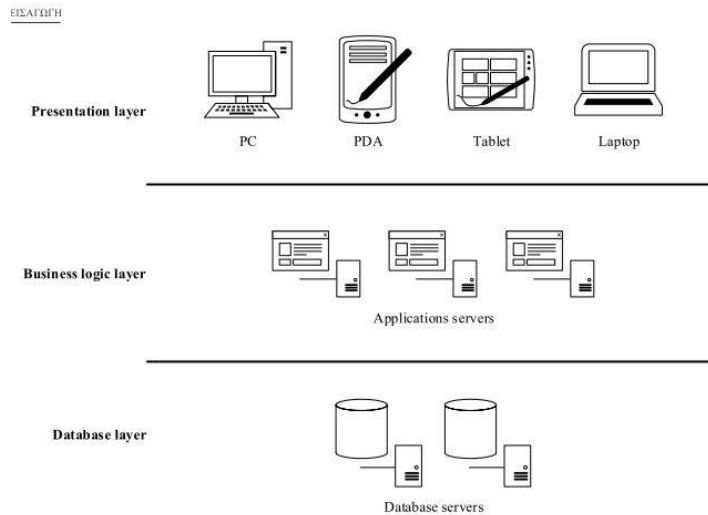 ΕΙΣΑΓΩΓΗ
Presentation layer
PC
PDA
Tablet
Laptop
Business logic layer
Applications servers
Database layer
Database servers